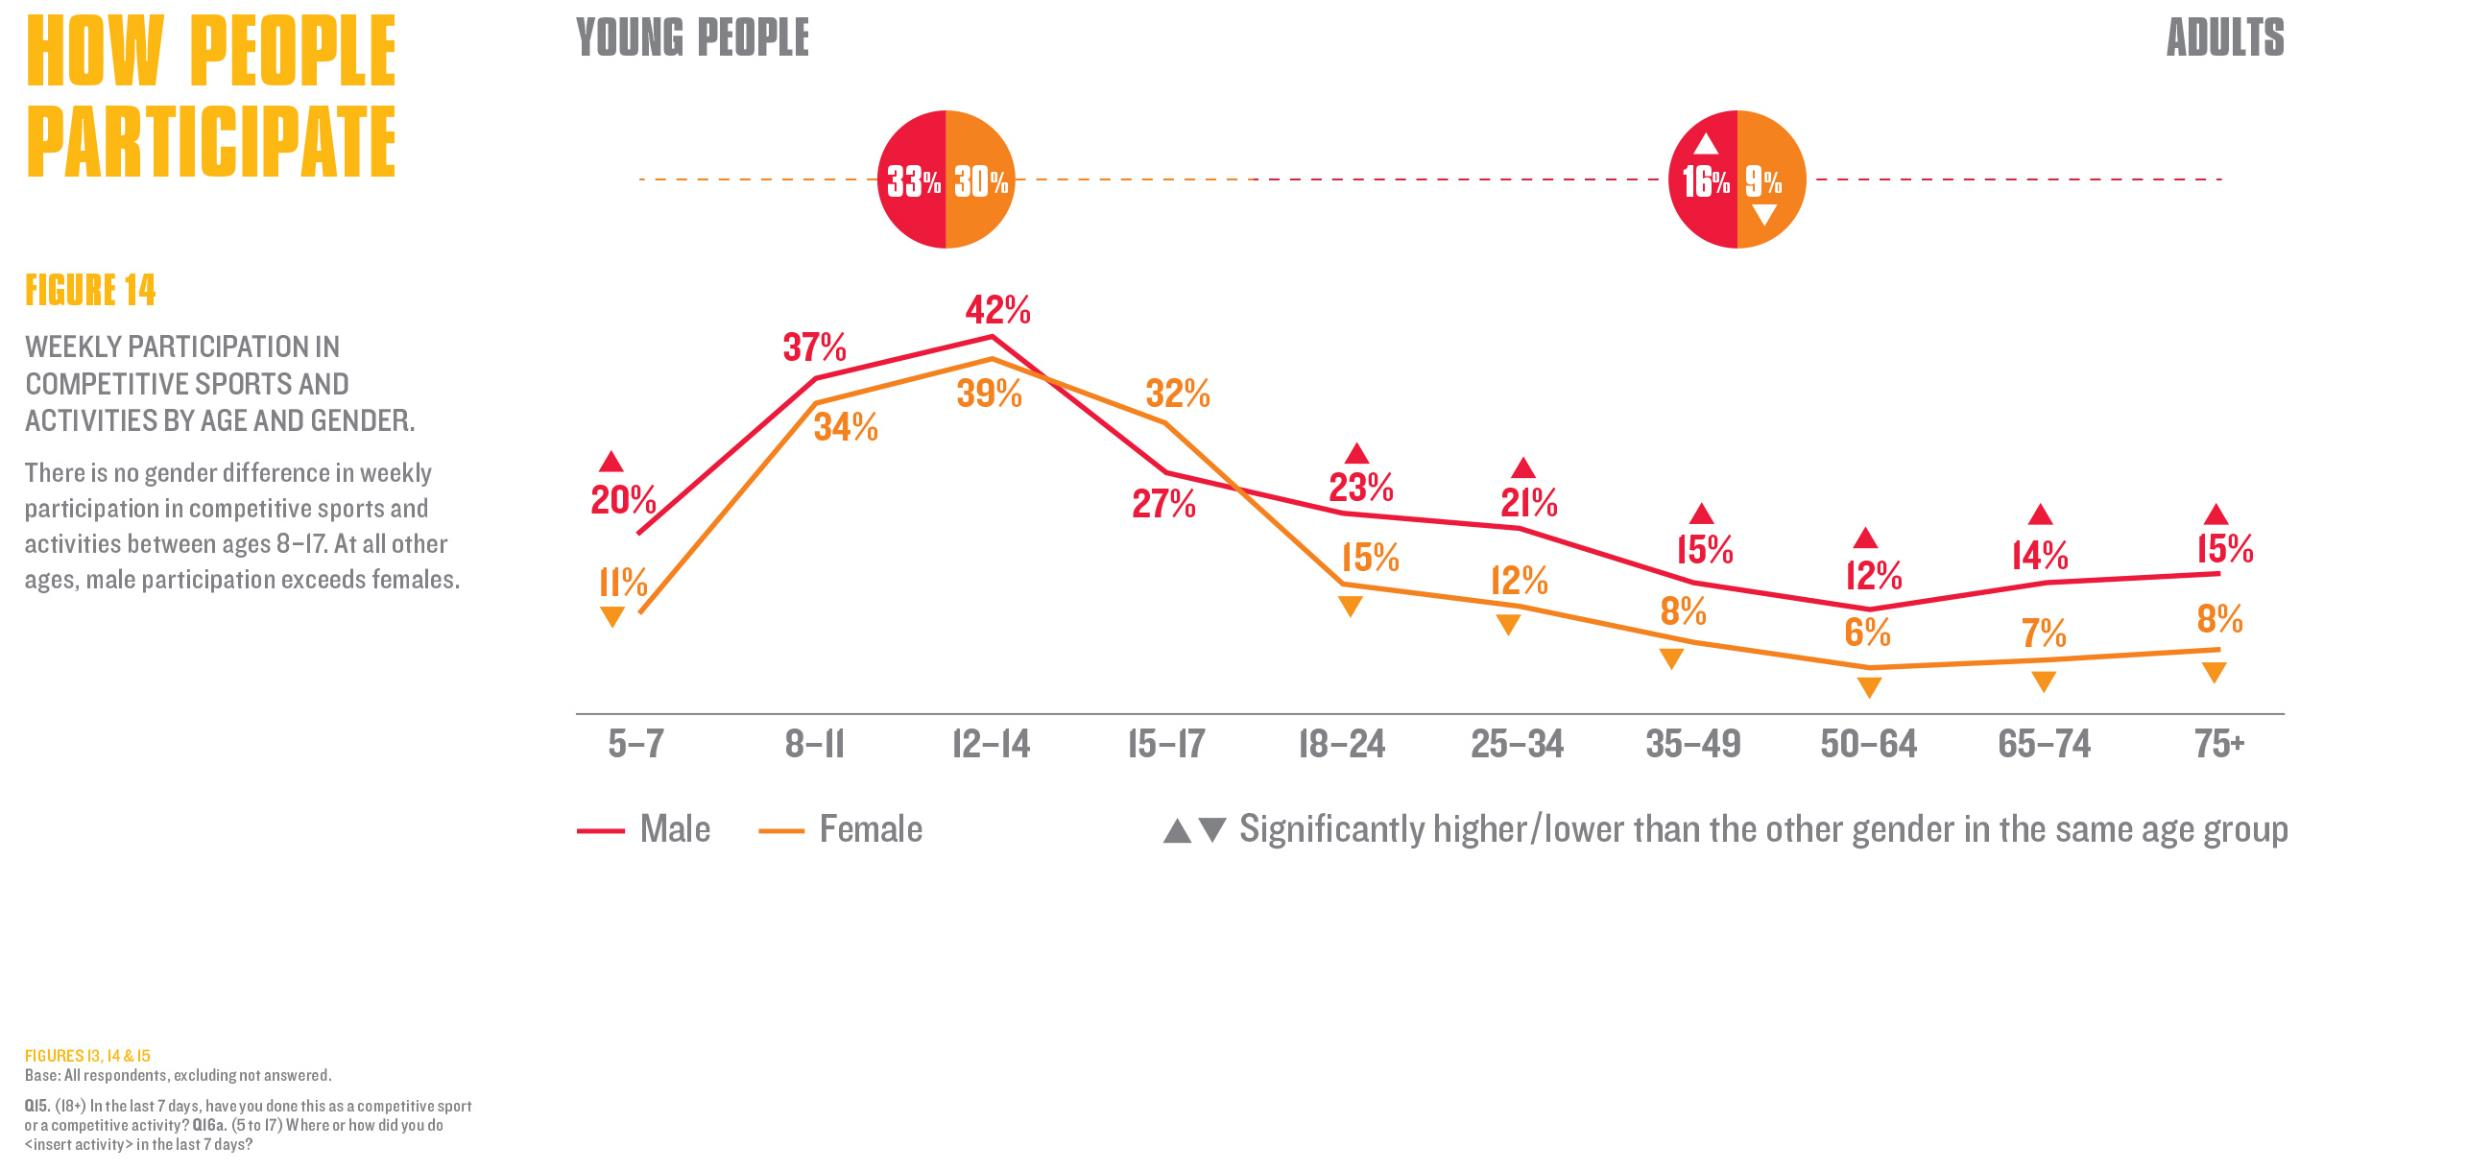 HOW PEOPLE
PARTICIPATE
FIGURE 14
WEEKLY PARTICIPATION IN
COMPETITIVE SPORTS AND
ACTIVITIES BY AGE AND GENDER.
There is no gender difference in weekly
participation in competitive sports and
activities between ages 8–17. At all other
ages, male participation exceeds females.
YOUNG PEOPLE
ADULTS
33% 30%
16% 9%
42%
37%
39%
32%
34%
23%
20%
27%
21%
15%
15%
14%
15%
11%
12%
12%
8%
6%
7%
8%
5–7 8–11 12–14 15–17 18–24 25–34 35–49 50–64 65–74 75+
Male Female
▲▼ Significantly higher/lower than the other gender in the same age group
FIGURES 13, 14 & 15
Base: All respondents, excluding not answered.
Q15. (18+) In the last 7 days, have you done this as a competitive sport
or a competitive activity? Q16a. (5 to 17) Where or how did you do
<insert activity> in the last 7 days?